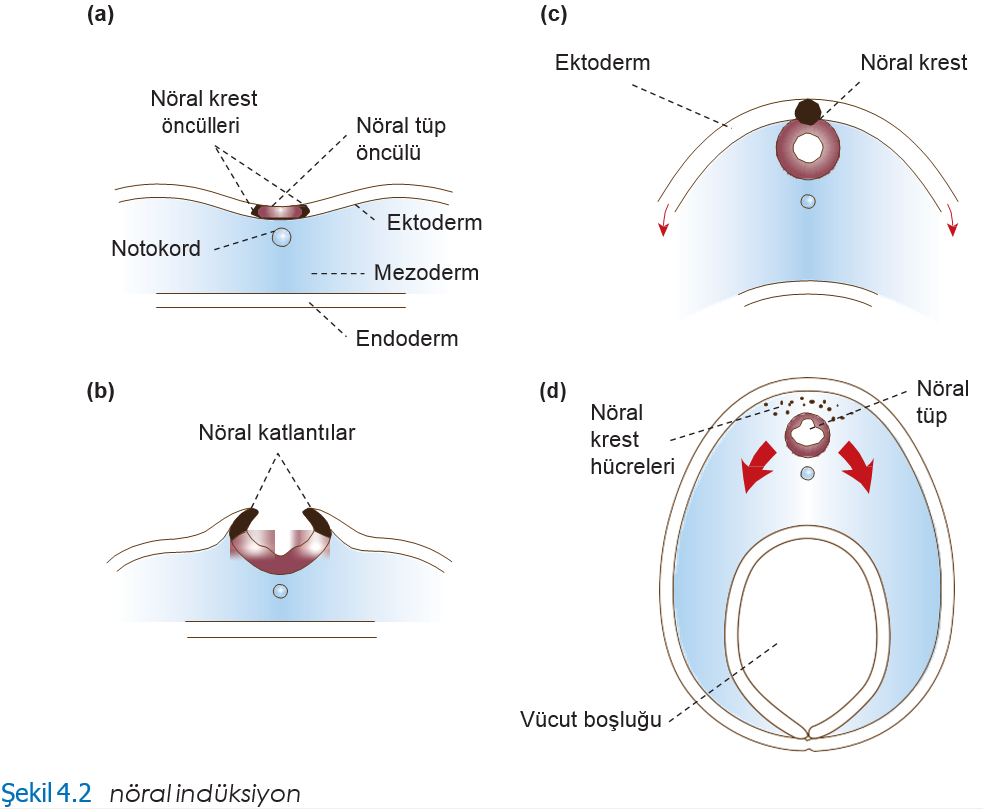 (a)
Nöral krest
öncülleri
Nöral tüp
öncülü
Ektoderm
Notokord
Mezoderm
Endoderm
(b)
Nöral katlantılar
(c)
Ektoderm
Nöral krest
(d)
Nöral
krest
hücreleri
Nöral
tüp
Vücut boşluğu
Şekil 4.2 nöral indüksiyon